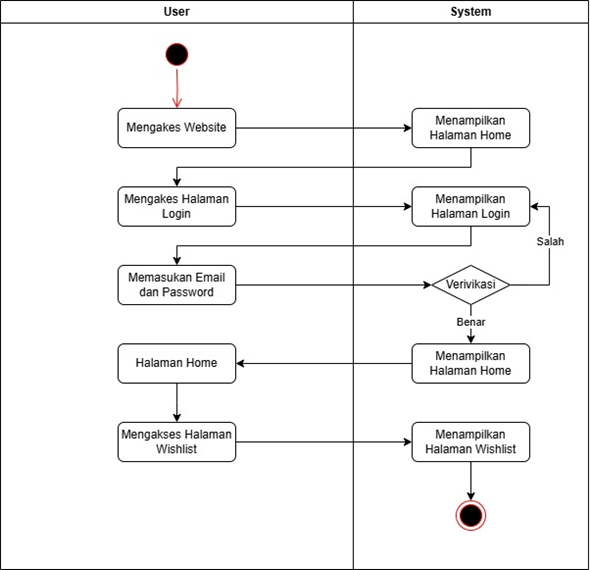 User
System
Mengakes Website
Menampilkan
Halaman Home
Mengakes Halaman
Login
Menampilkan
Halaman Login
Salah
Memasukan Email
dan Password
Verivikasi
Benar
Halaman Home
Menampilkan
Halaman Home
Mengakses Halaman
Wishlist
Menampilkan
Halaman Wishlist